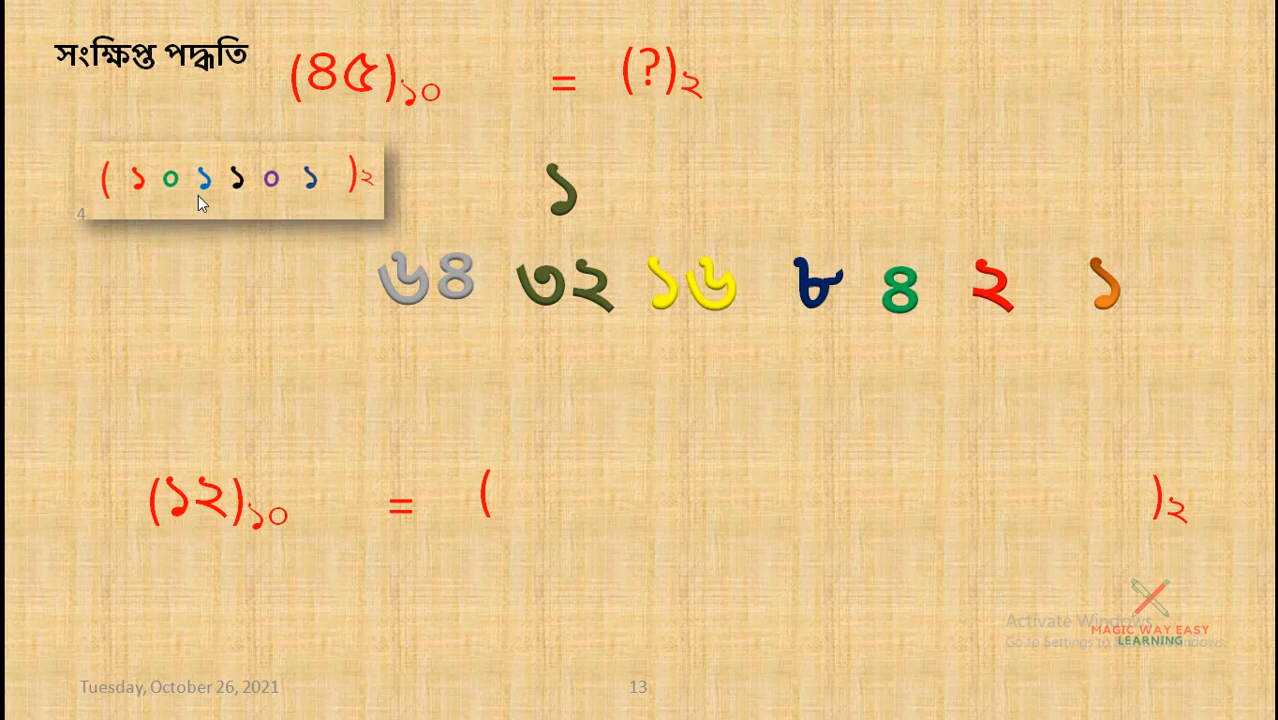 সংক্ষিপ্ত পদ্ধতি
(৪৫)১০ = (?)২
( ১ ০ ১ ১ ০ ১ )২
4
১
৬৪ ৩২ ১৬ ৮ ৪ ২ ১
(১২)১০ = ( )২
Activate Windows
Go to Settings to activate Windows.
MAGIC WAY EASY
LEARNING
Tuesday, October 26, 2021
13